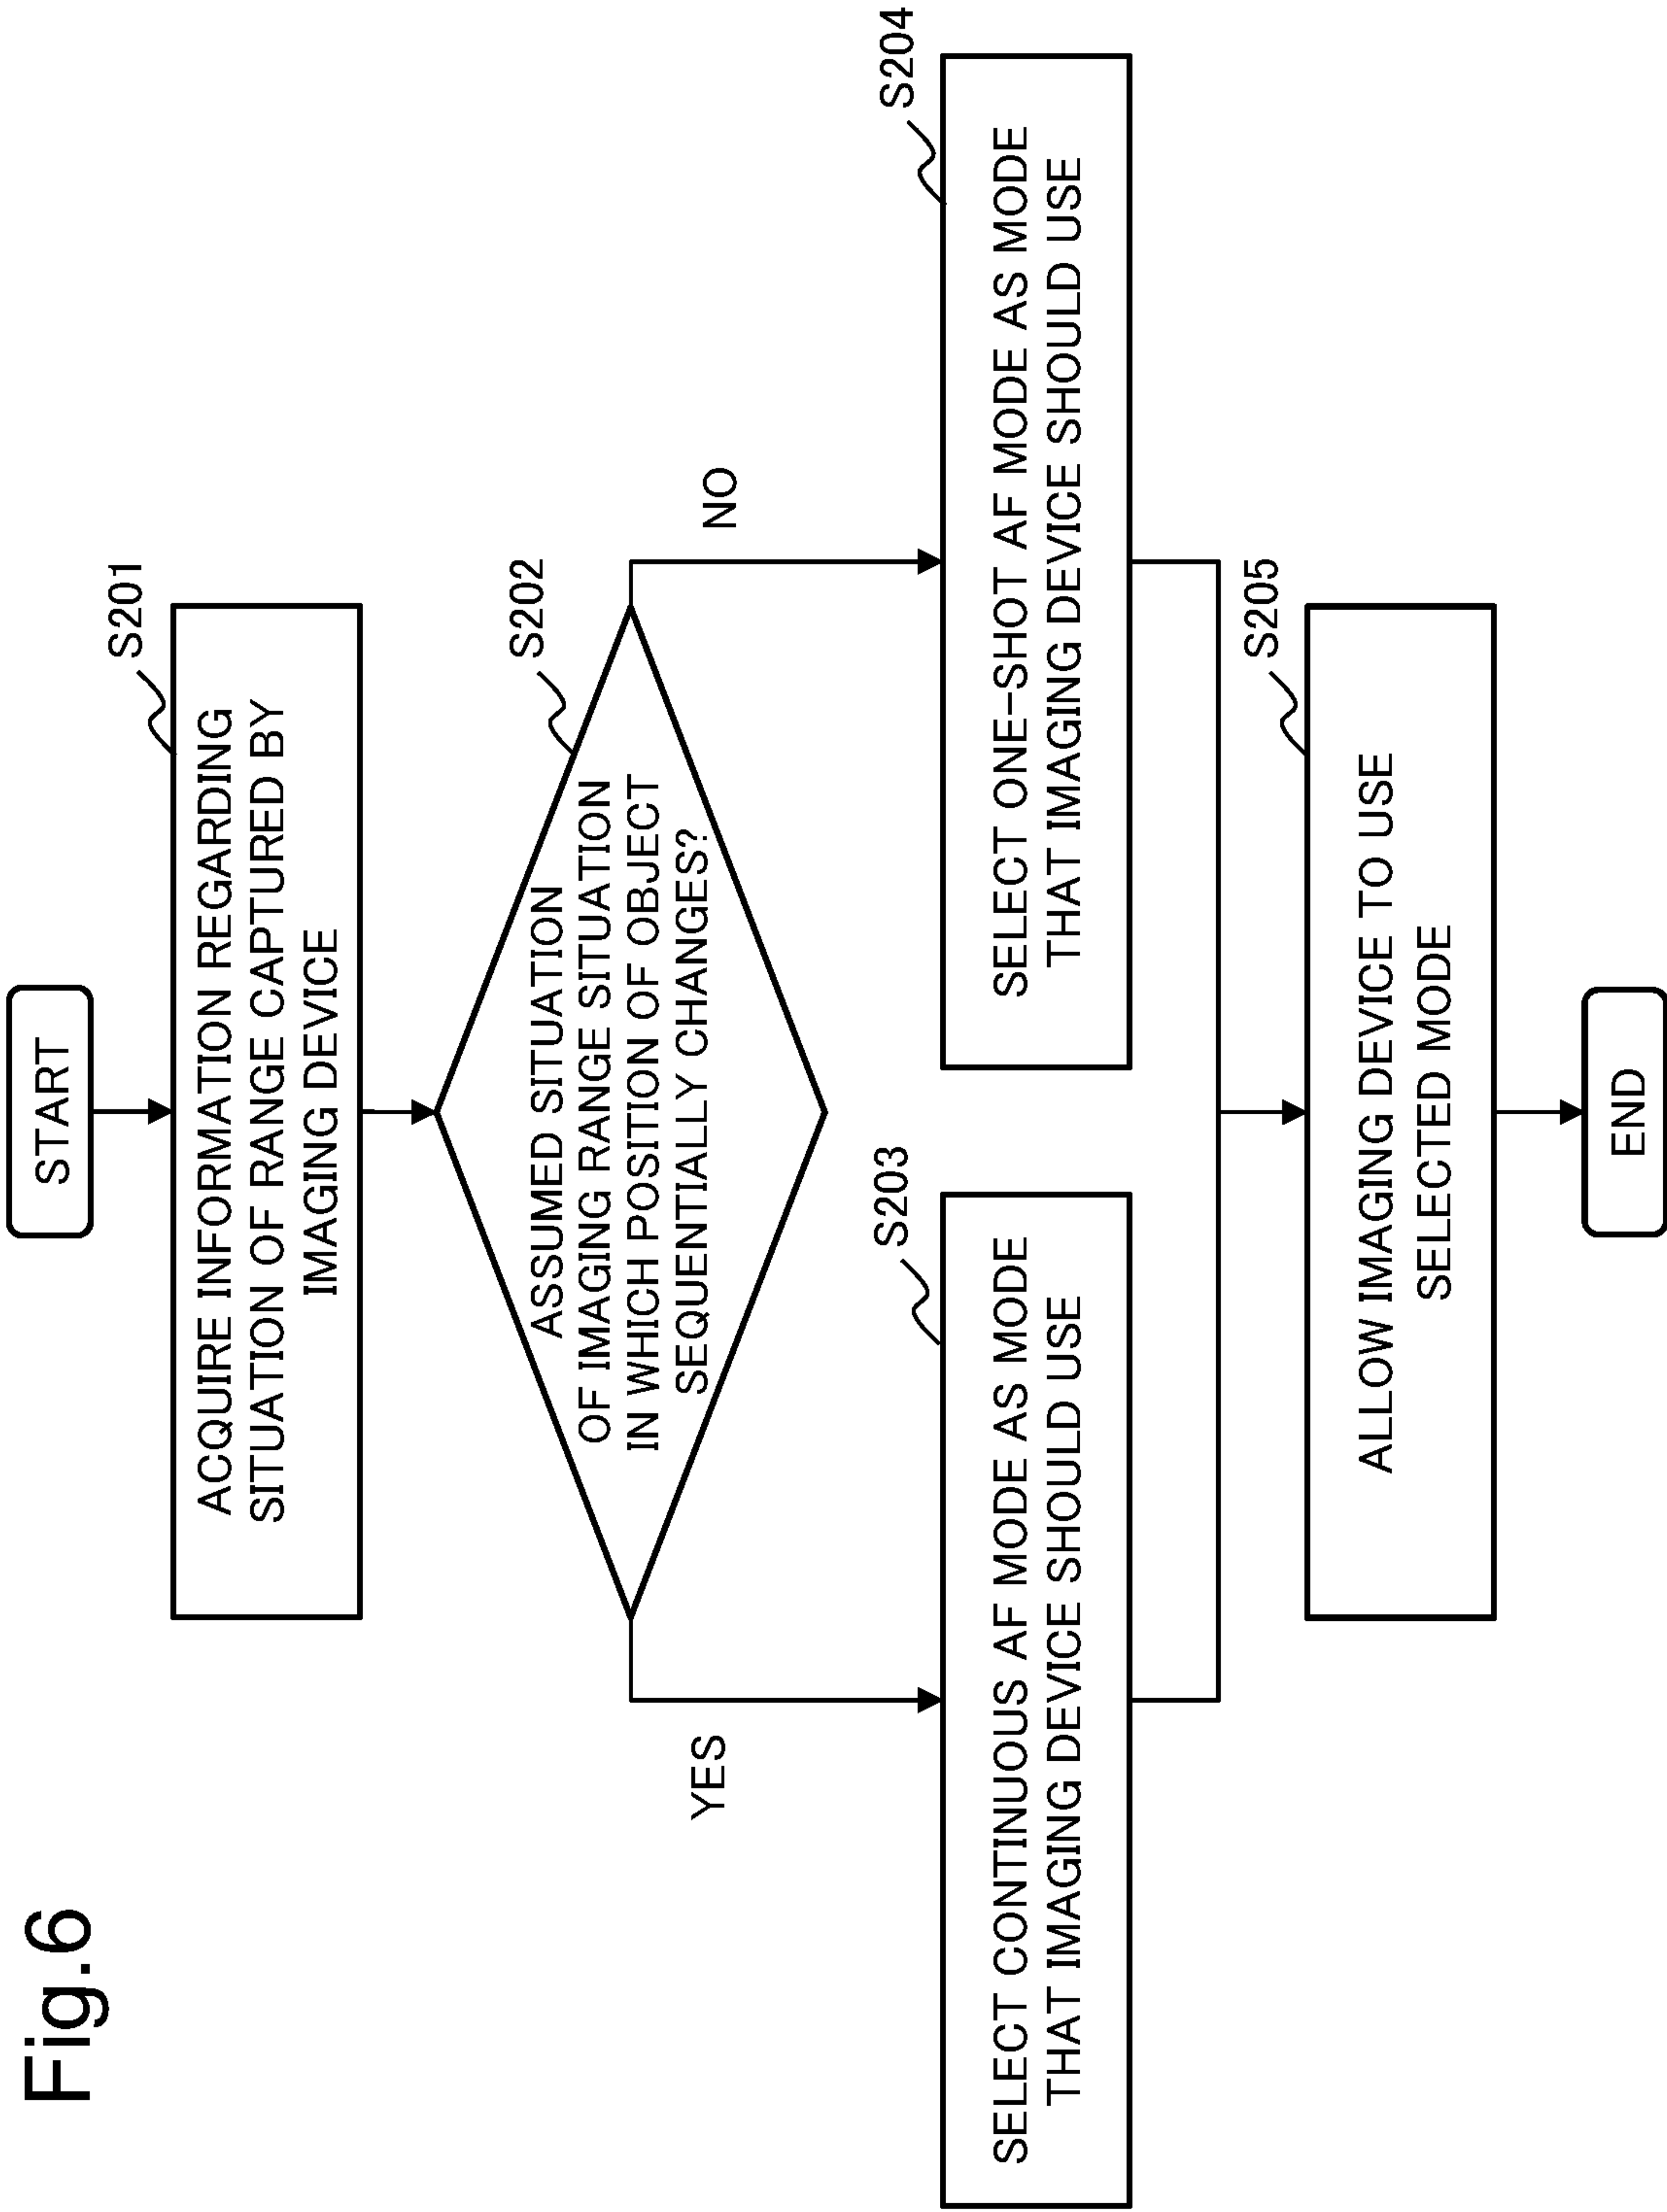 Fig.6
START
S201
ACQUIRE INFORMATION REGARDING
SITUATION OF RANGE CAPTURED BY
IMAGING DEVICE
S202
ASSUMED SITUATION
OF IMAGING RANGE SITUATION
IN WHICH POSITION OF OBJECT
SEQUENTIALLY CHANGES?
YES
NO
S203
SELECT CONTINUOUS AF MODE AS MODE
THAT IMAGING DEVICE SHOULD USE
S204
SELECT ONE-SHOT AF MODE AS MODE
THAT IMAGING DEVICE SHOULD USE
S205
ALLOW IMAGING DEVICE TO USE
SELECTED MODE
END